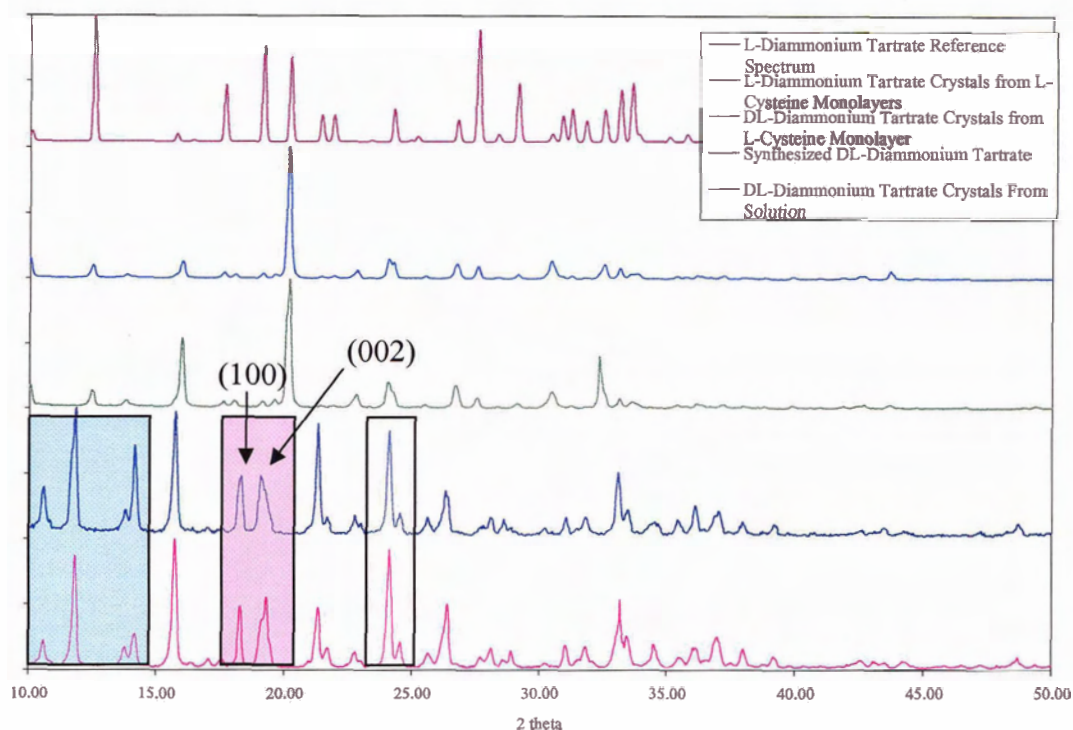 L-Diammonium Tartrate Reference
Spectrum
L-Diammonium Tartrate Crystals from L-
Cysteine Monolayers
DL-Diammonium Tartrate Crystals from
L-Cysteine Monolayer
Synthesized DL-Diammonium Tartrate
DL-Diammonium Tartrate Crystals From
Solution
(002)
(100)
10.00 15.00 20.00 25.00 30.00 35.00 40.00 45.00 50.00
2 theta